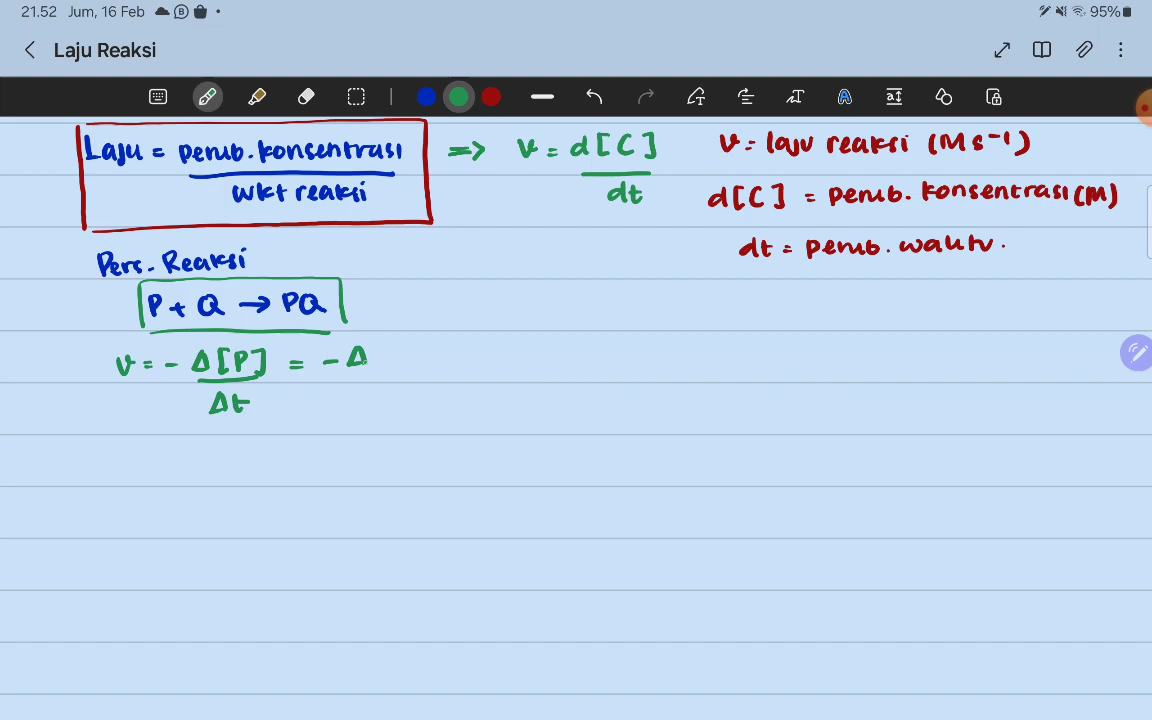 21.52 Jum, 16 Feb
95%
Laju Reaksi
Laju = perub. konsentrasi
wkt reaksi
=> v = d[C]
dt
v = laju reaksi (M s⁻¹)
d[C] = perub. konsentrasi (M)
dt = perub. waktu.
Pers. Reaksi
P + Q → PQ
v = - Δ[P] = - Δ
Δt